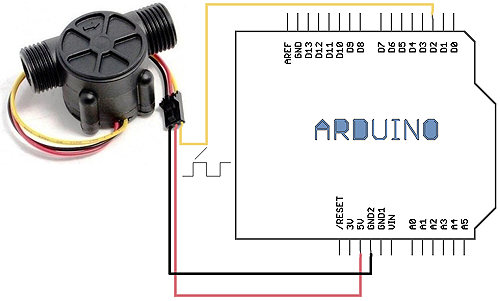 AREF
GND
D13
D12
D11
D10
D9
D8
D7
D6
D5
D4
D3
D2
D1
D0
ARDUINO
/RESET
3V
5V
GND2
GND1
VIN
A0
A1
A2
A3
A4
A5